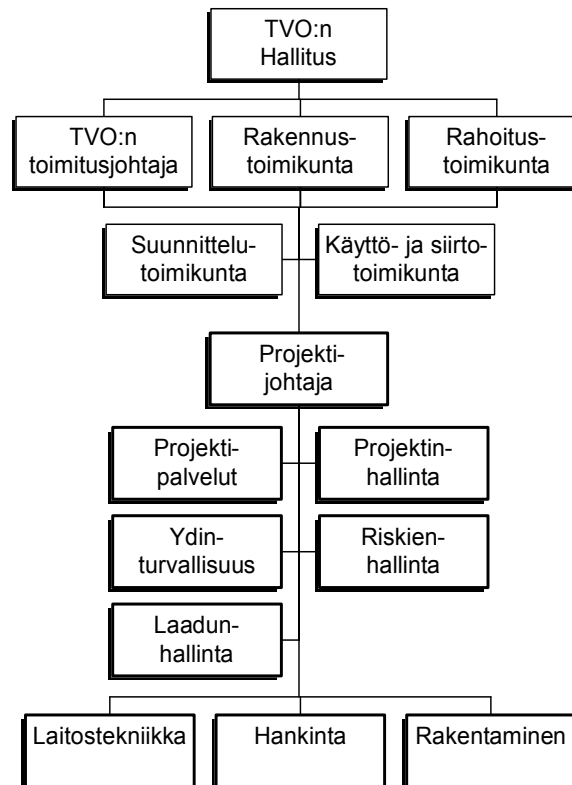 TVO:n
Hallitus
TVO:n
toimitusjohtaja
Rakennus-
toimikunta
Rahoitus-
toimikunta
Suunnittelu-
toimikunta
Käyttö- ja siirto-
toimikunta
Projekti-
johtaja
Projekti-
palvelut
Projektin-
hallinta
Ydin-
turvallisuus
Riskien-
hallinta
Laadun-
hallinta
Laitostekniikka
Hankinta
Rakentaminen